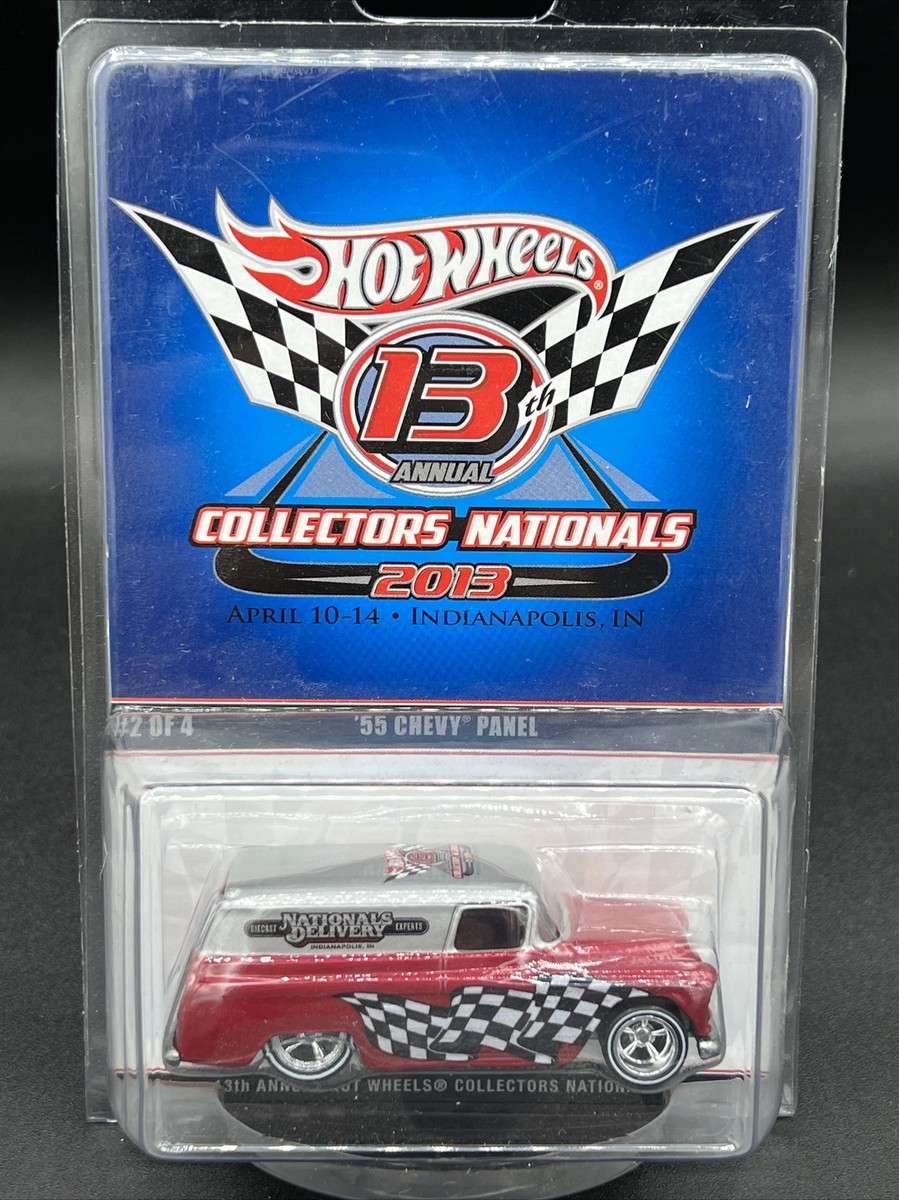 HOT WHEELS®
13th
ANNUAL
COLLECTORS NATIONALS
2013
APRIL 10-14 • INDIANAPOLIS, IN
#2 OF 4 '55 CHEVY® PANEL
DIECAST NATIONALS DELIVERY EXPERTS
INDIANAPOLIS, IN
13th HOT WHEELS® COLLECTORS